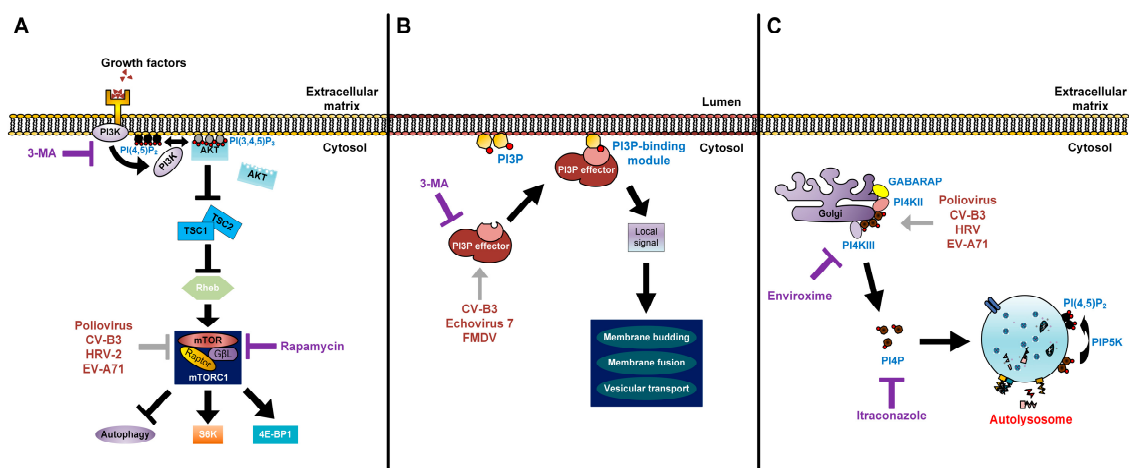 A
Growth factors
Extracellular
matrix
Cytosol
PI3K
3-MA
PI(4,5)P₂
PI3K
AKT
PI(3,4,5)P₃
AKT
TSC1
TSC2
Rheb
Poliovirus
CV-B3
HRV-2
EV-A71
mTOR
Raptor
GβL
mTORC1
Rapamycin
Autophagy
S6K
4E-BP1
B
Lumen
Cytosol
PI3P
PI3P-binding
module
PI3P effector
3-MA
PI3P effector
Local
signal
CV-B3
Echovirus 7
FMDV
Membrane budding
Membrane fusion
Vesicular transport
C
Extracellular
matrix
Cytosol
GABARAP
PI4KII
Golgi
PI4KIII
Poliovirus
CV-B3
HRV
EV-A71
Enviroxime
PI4P
Itraconazole
PI(4,5)P₂
PIP5K
Autolysosome